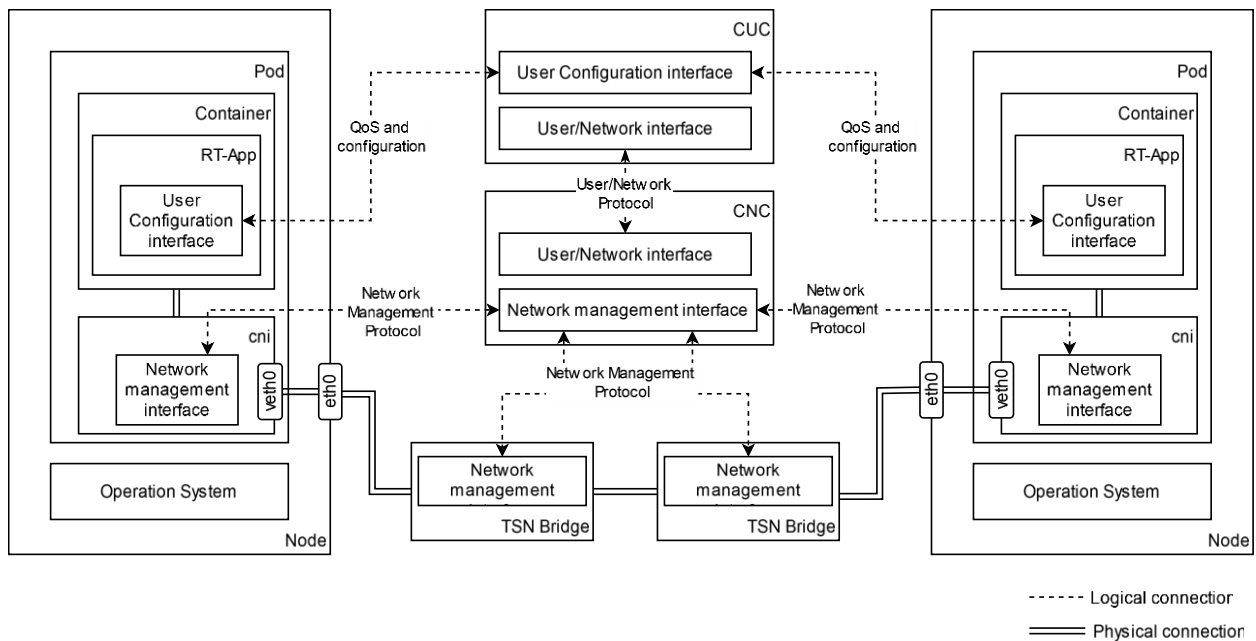 CUC
User Configuration interface
User/Network interface
User/Network
Protocol
CNC
User/Network interface
Network management interface
Network Management
Protocol
Pod
Container
RT-App
User
Configuration
interface
QoS and
configuration
Network
Management
Protocol
cni
Network
management
interface
veth0
eth0
Operation System
Node
Network
management
TSN Bridge
Network
management
TSN Bridge
Pod
Container
RT-App
User
Configuration
interface
QoS and
configuration
Network
Management
Protocol
cni
Network
management
interface
veth0
eth0
Operation System
Node
Logical connection
Physical connection